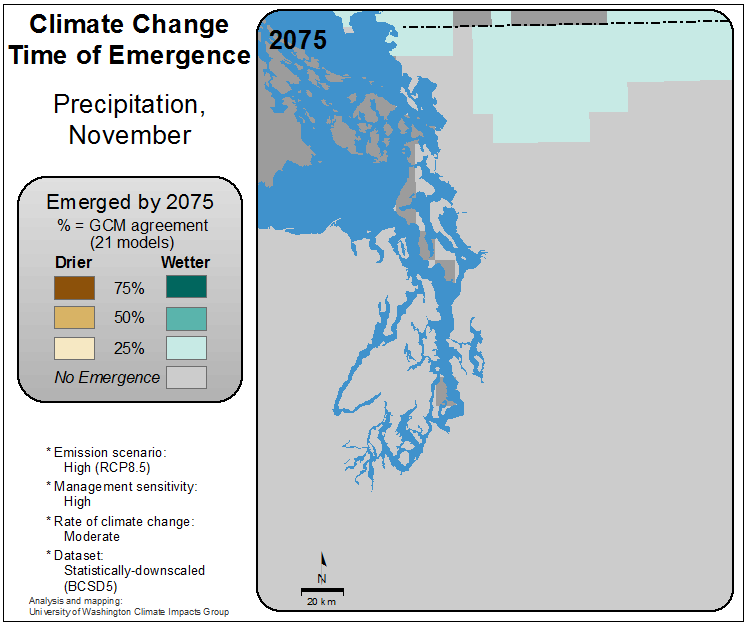 Climate Change
Time of Emergence
Precipitation,
November
Emerged by 2075
% = GCM agreement
(21 models)
Drier Wetter
75%
50%
25%
No Emergence
* Emission scenario:
High (RCP8.5)
* Management sensitivity:
High
* Rate of climate change:
Moderate
* Dataset:
Statistically-downscaled
(BCSD5)
Analysis and mapping:
University of Washington Climate Impacts Group
2075
N
20 km